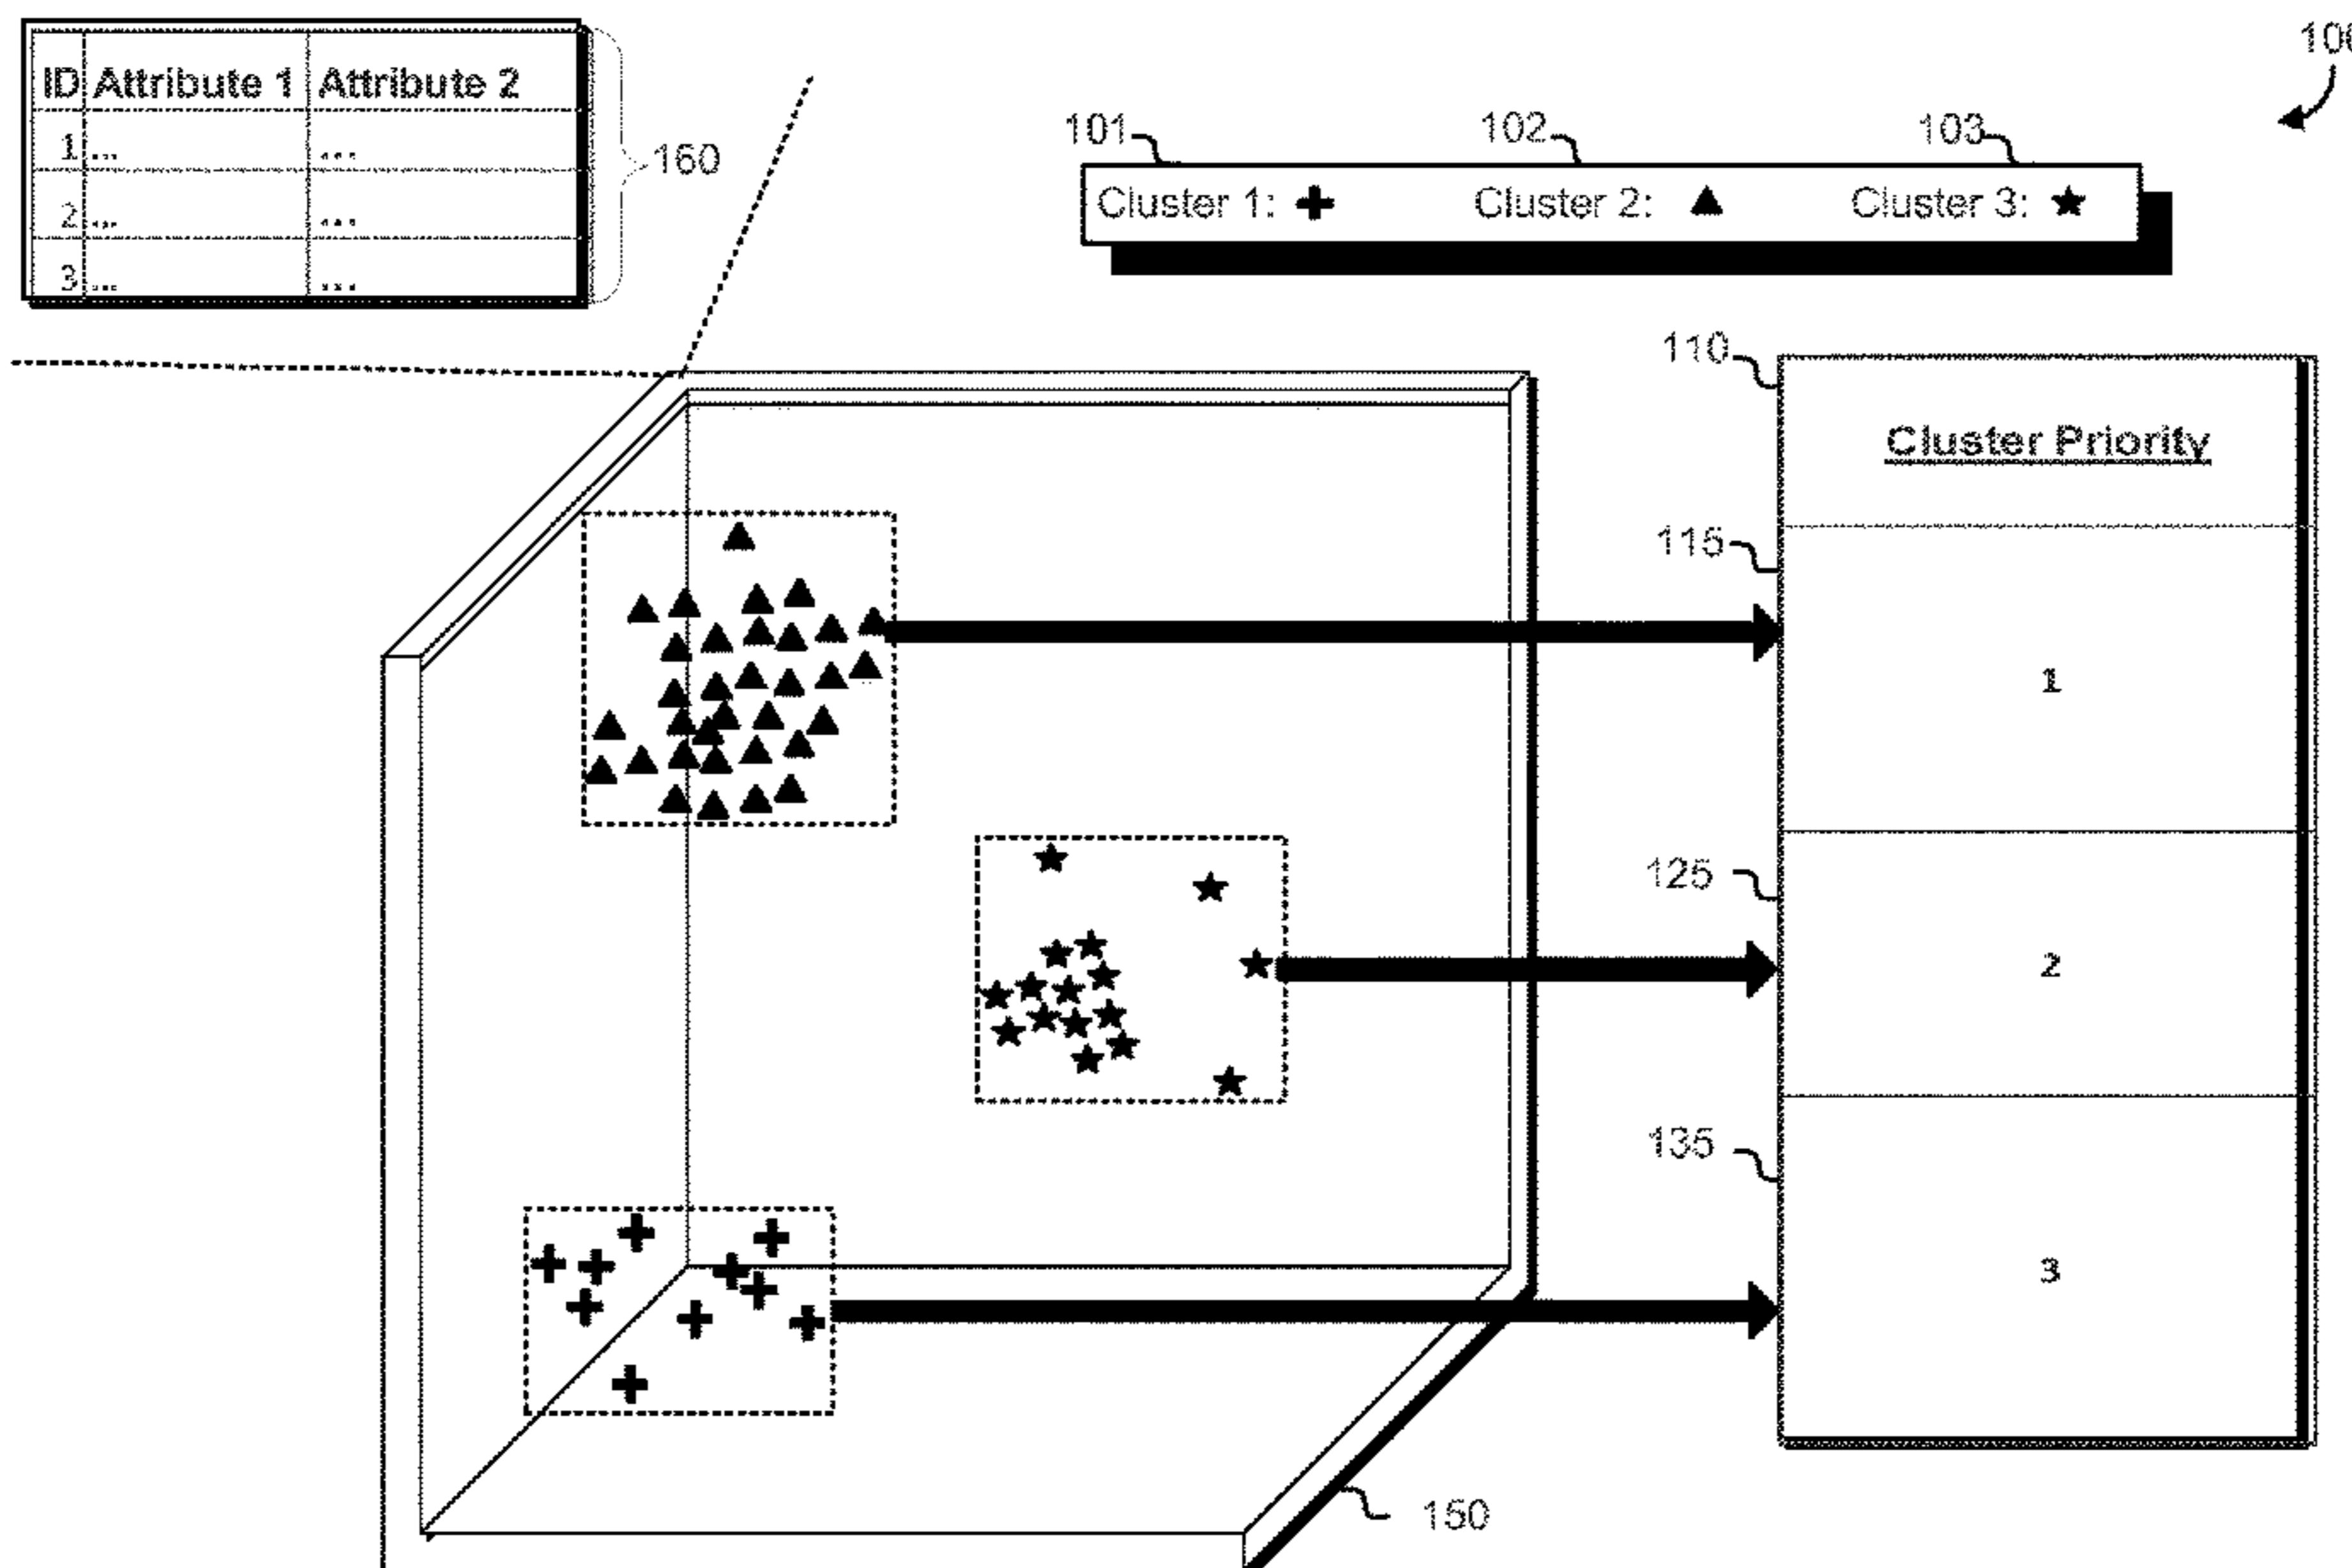 ID Attribute 1 Attribute 2
1 ... ...
2 ... ...
3 ... ...
160
101 102 103
Cluster 1: Cluster 2: Cluster 3:
110
Cluster Priority
115
1
125
2
135
3
150